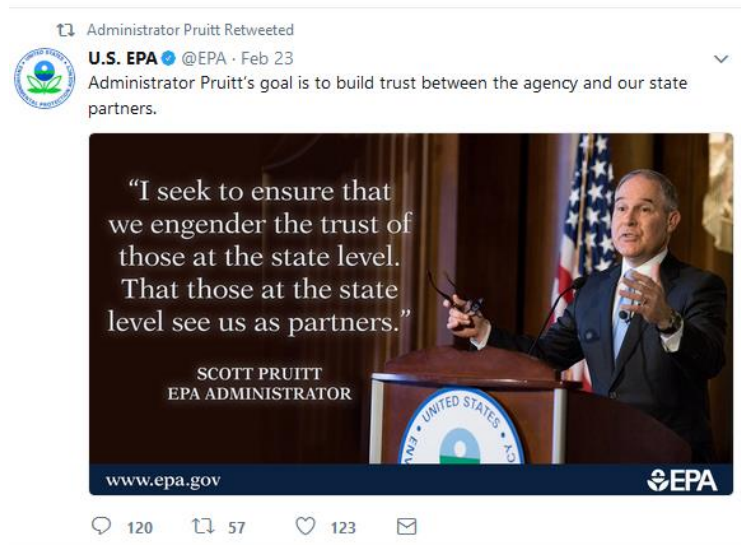 Administrator Pruitt Retweeted
U.S. EPA @EPA · Feb 23
Administrator Pruitt's goal is to build trust between the agency and our state
partners.
“I seek to ensure that
we engender the trust of
those at the state level.
That those at the state
level see us as partners.”
SCOTT PRUITT
EPA ADMINISTRATOR
UNITED STATES
www.epa.gov
EPA
120 57 123